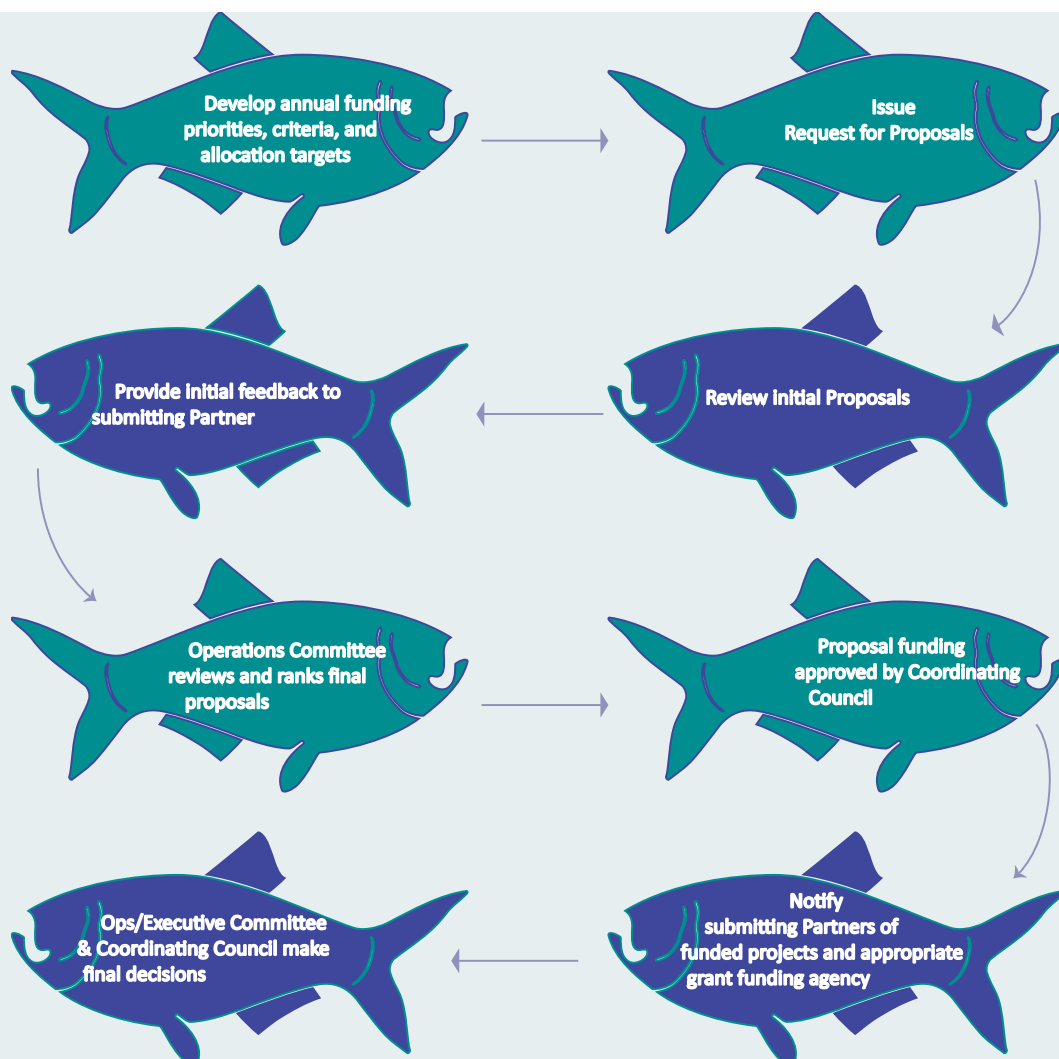 Develop annual funding
priorities, criteria, and
allocation targets
Issue
Request for Proposals
Review initial Proposals
Provide initial feedback to
submitting Partner
Operations Committee
reviews and ranks final
proposals
Proposal funding
approved by Coordinating
Council
Notify
submitting Partners of
funded projects and appropriate
grant funding agency
Ops/Executive Committee
& Coordinating Council make
final decisions